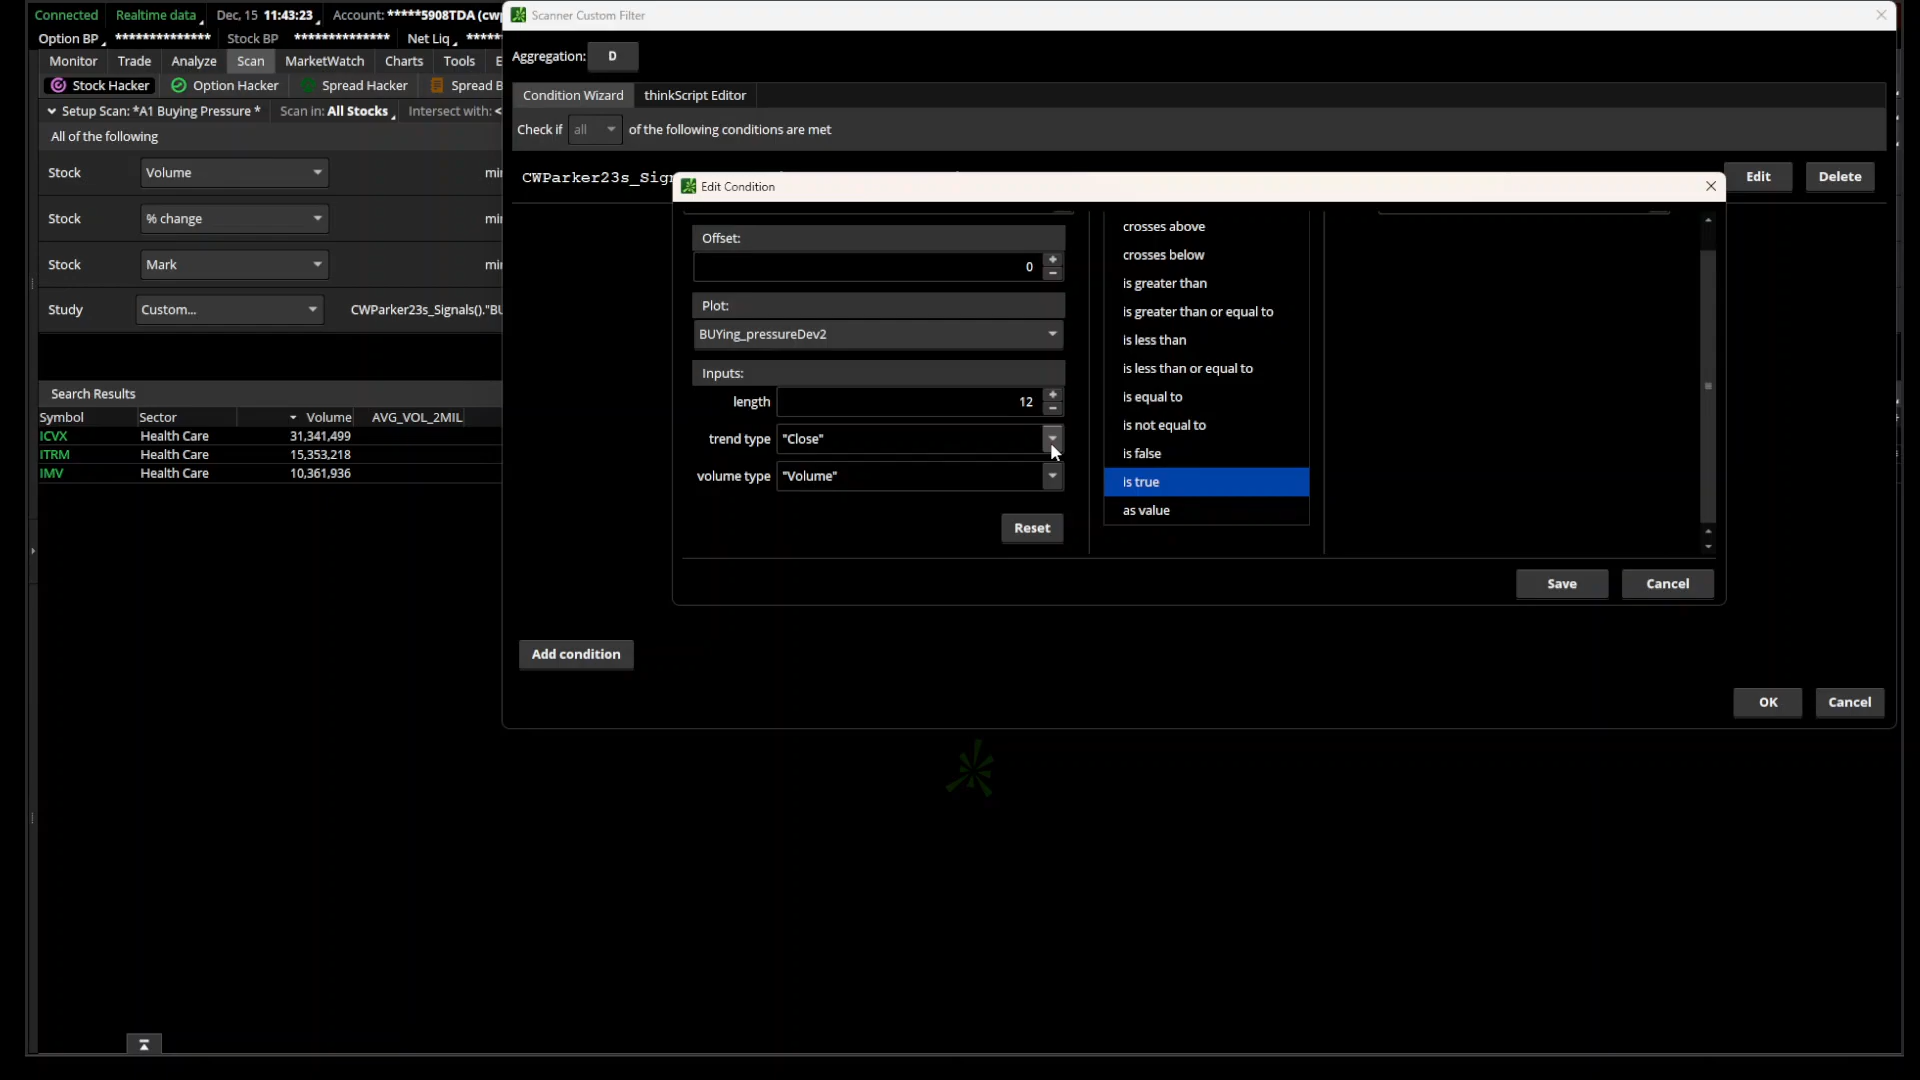 Connected Realtime data Dec, 15 11:43:23 Account: *****5908TDA (cwp
Option BP ************** Stock BP ************** Net Liq *****
Monitor Trade Analyze Scan MarketWatch Charts Tools E
Stock Hacker Option Hacker Spread Hacker Spread B
Setup Scan: *A1 Buying Pressure * Scan in: All Stocks Intersect with: <
All of the following
Stock Volume min
Stock % change min
Stock Mark min
Study Custom... CWParker23s_Signals()."BU
Search Results
Symbol Sector Volume AVG_VOL_2MIL
ICVX Health Care 31,341,499
ITRM Health Care 15,353,218
IMV Health Care 10,361,936
Scanner Custom Filter
Aggregation: D
Condition Wizard thinkScript Editor
Check if all of the following conditions are met
CWParker23s_Sign
Edit Delete
Edit Condition
Offset:
0
Plot:
BUYing_pressureDev2
Inputs:
length 12
trend type "Close"
volume type "Volume"
Reset
crosses above
crosses below
is greater than
is greater than or equal to
is less than
is less than or equal to
is equal to
is not equal to
is false
is true
as value
Save Cancel
Add condition
OK Cancel